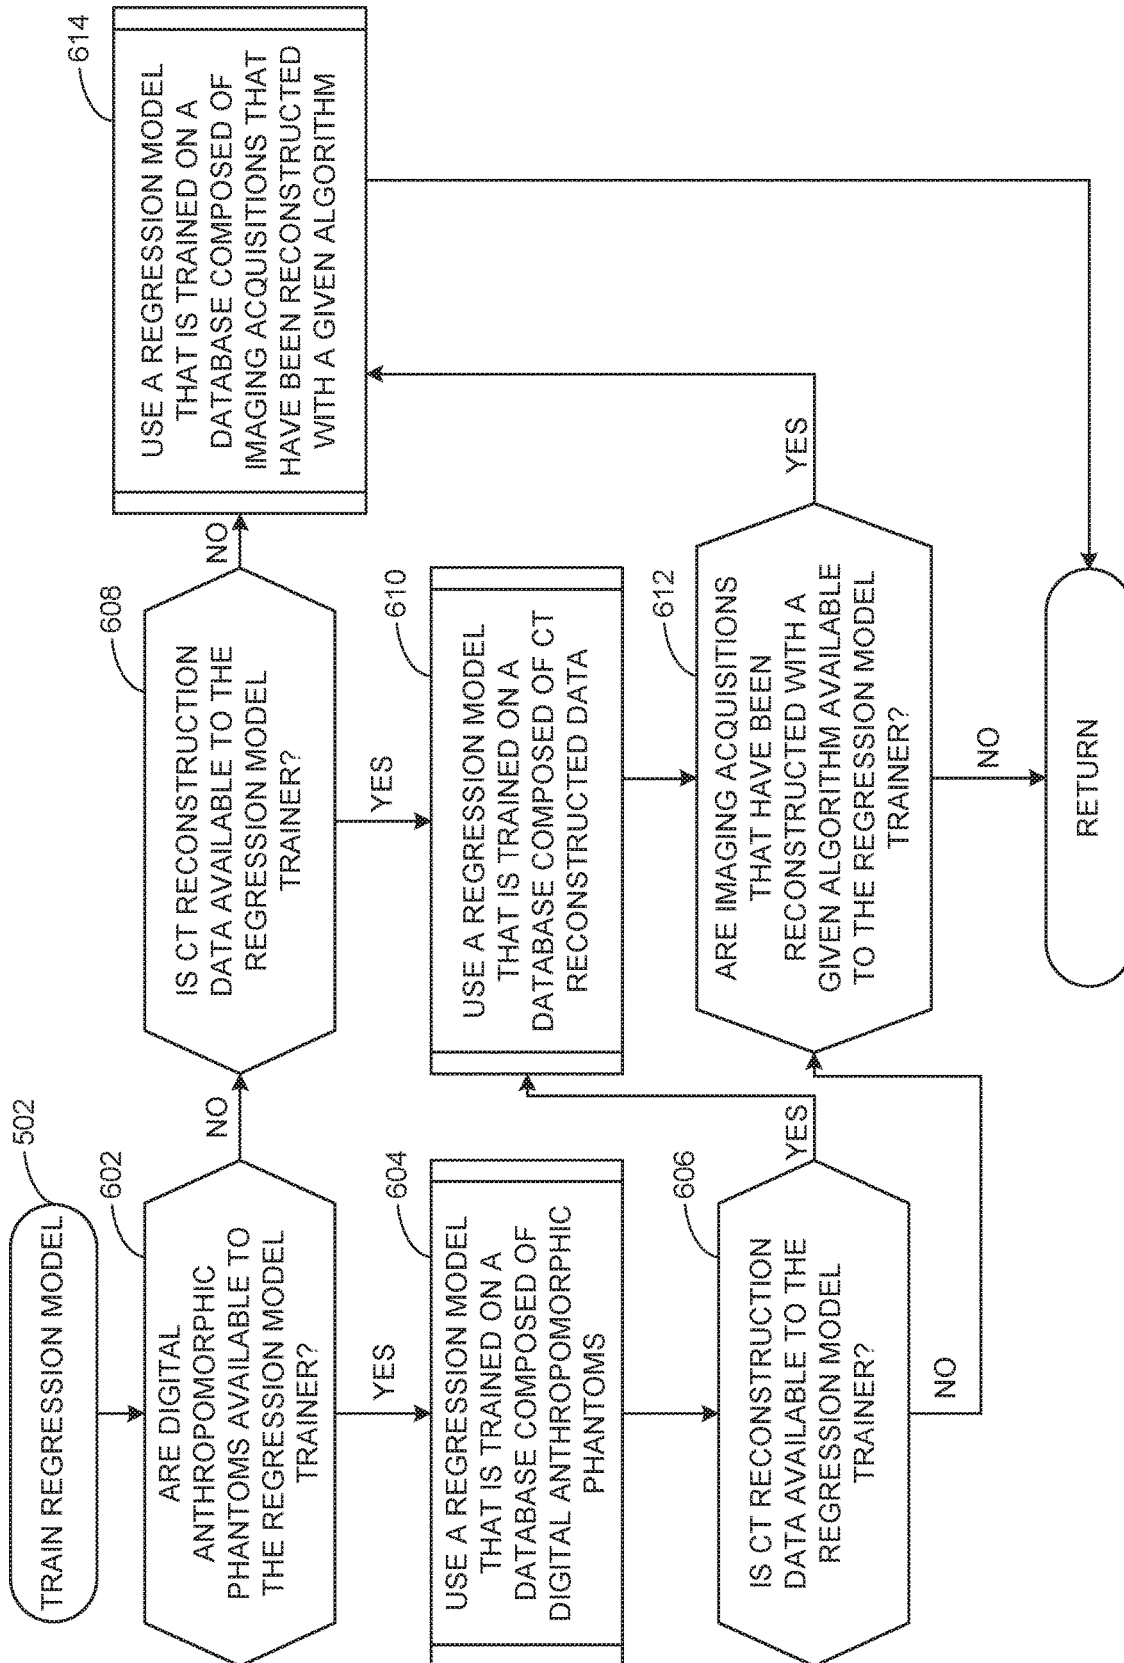 TRAIN REGRESSION MODEL
502
602
ARE DIGITAL
ANTHROPOMORPHIC
PHANTOMS AVAILABLE TO
THE REGRESSION MODEL
TRAINER?
NO
YES
604
USE A REGRESSION MODEL
THAT IS TRAINED ON A
DATABASE COMPOSED OF
DIGITAL ANTHROPOMORPHIC
PHANTOMS
606
IS CT RECONSTRUCTION
DATA AVAILABLE TO THE
REGRESSION MODEL
TRAINER?
YES
NO
608
IS CT RECONSTRUCTION
DATA AVAILABLE TO THE
REGRESSION MODEL
TRAINER?
NO
YES
610
USE A REGRESSION MODEL
THAT IS TRAINED ON A
DATABASE COMPOSED OF CT
RECONSTRUCTED DATA
612
ARE IMAGING ACQUISITIONS
THAT HAVE BEEN
RECONSTRUCTED WITH A
GIVEN ALGORITHM AVAILABLE
TO THE REGRESSION MODEL
TRAINER?
YES
NO
614
USE A REGRESSION MODEL
THAT IS TRAINED ON A
DATABASE COMPOSED OF
IMAGING ACQUISITIONS THAT
HAVE BEEN RECONSTRUCTED
WITH A GIVEN ALGORITHM
RETURN